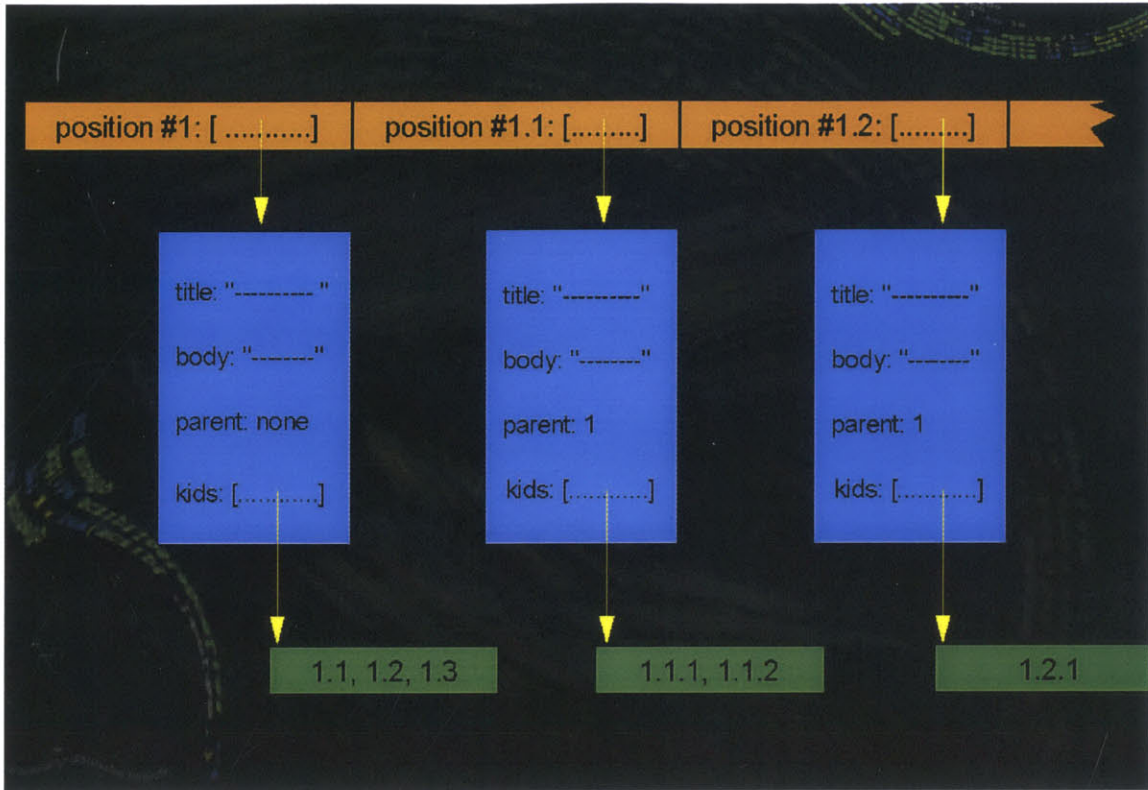 position #1: [ ...........]
position #1.1: [.........]
position #1.2: [.........]
title: "---------- "
body: "--------"
parent: none
kids: [............]
title: "----------"
body: "--------"
parent: 1
kids: [...........]
title: "----------"
body: "--------"
parent: 1
kids: [...........]
1.1, 1.2, 1.3
1.1.1, 1.1.2
1.2.1